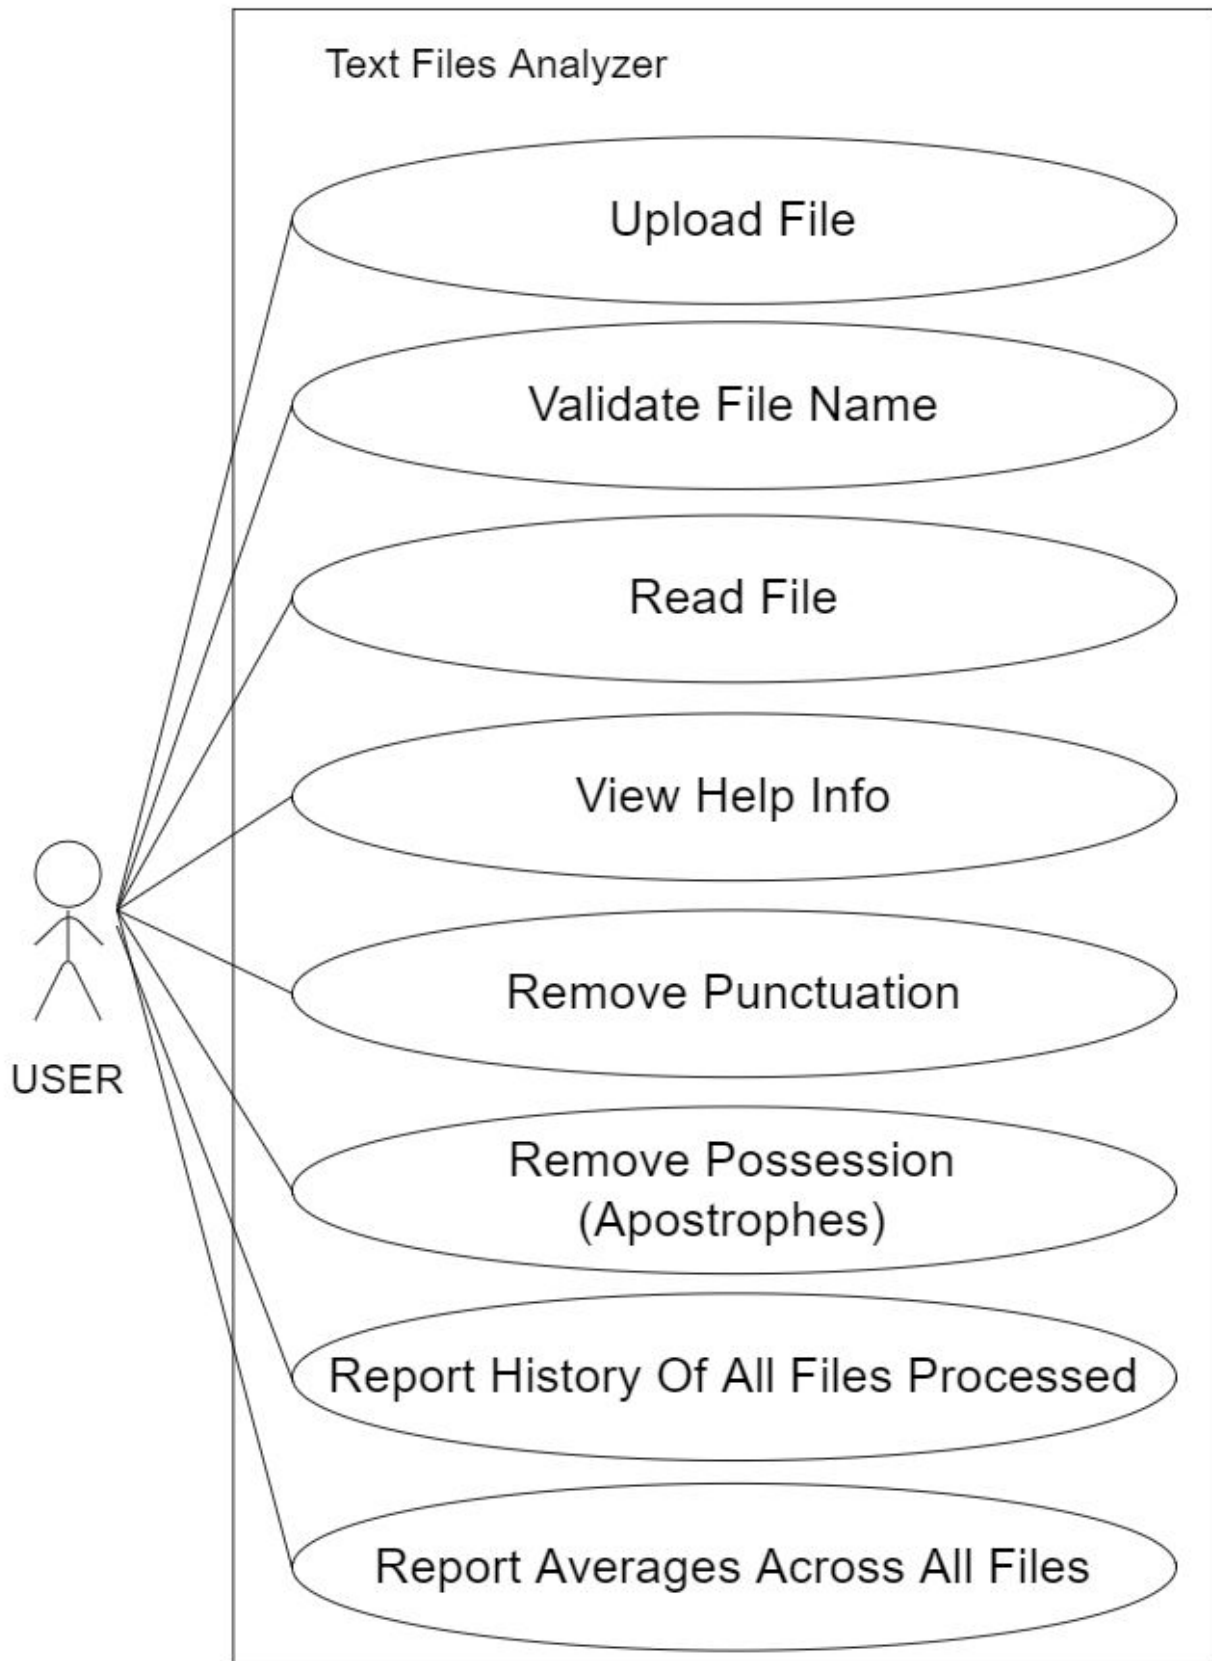 Text Files Analyzer
Upload File
Validate File Name
Read File
View Help Info
Remove Punctuation
USER
Remove Possession
(Apostrophes)
Report History Of All Files Processed
Report Averages Across All Files